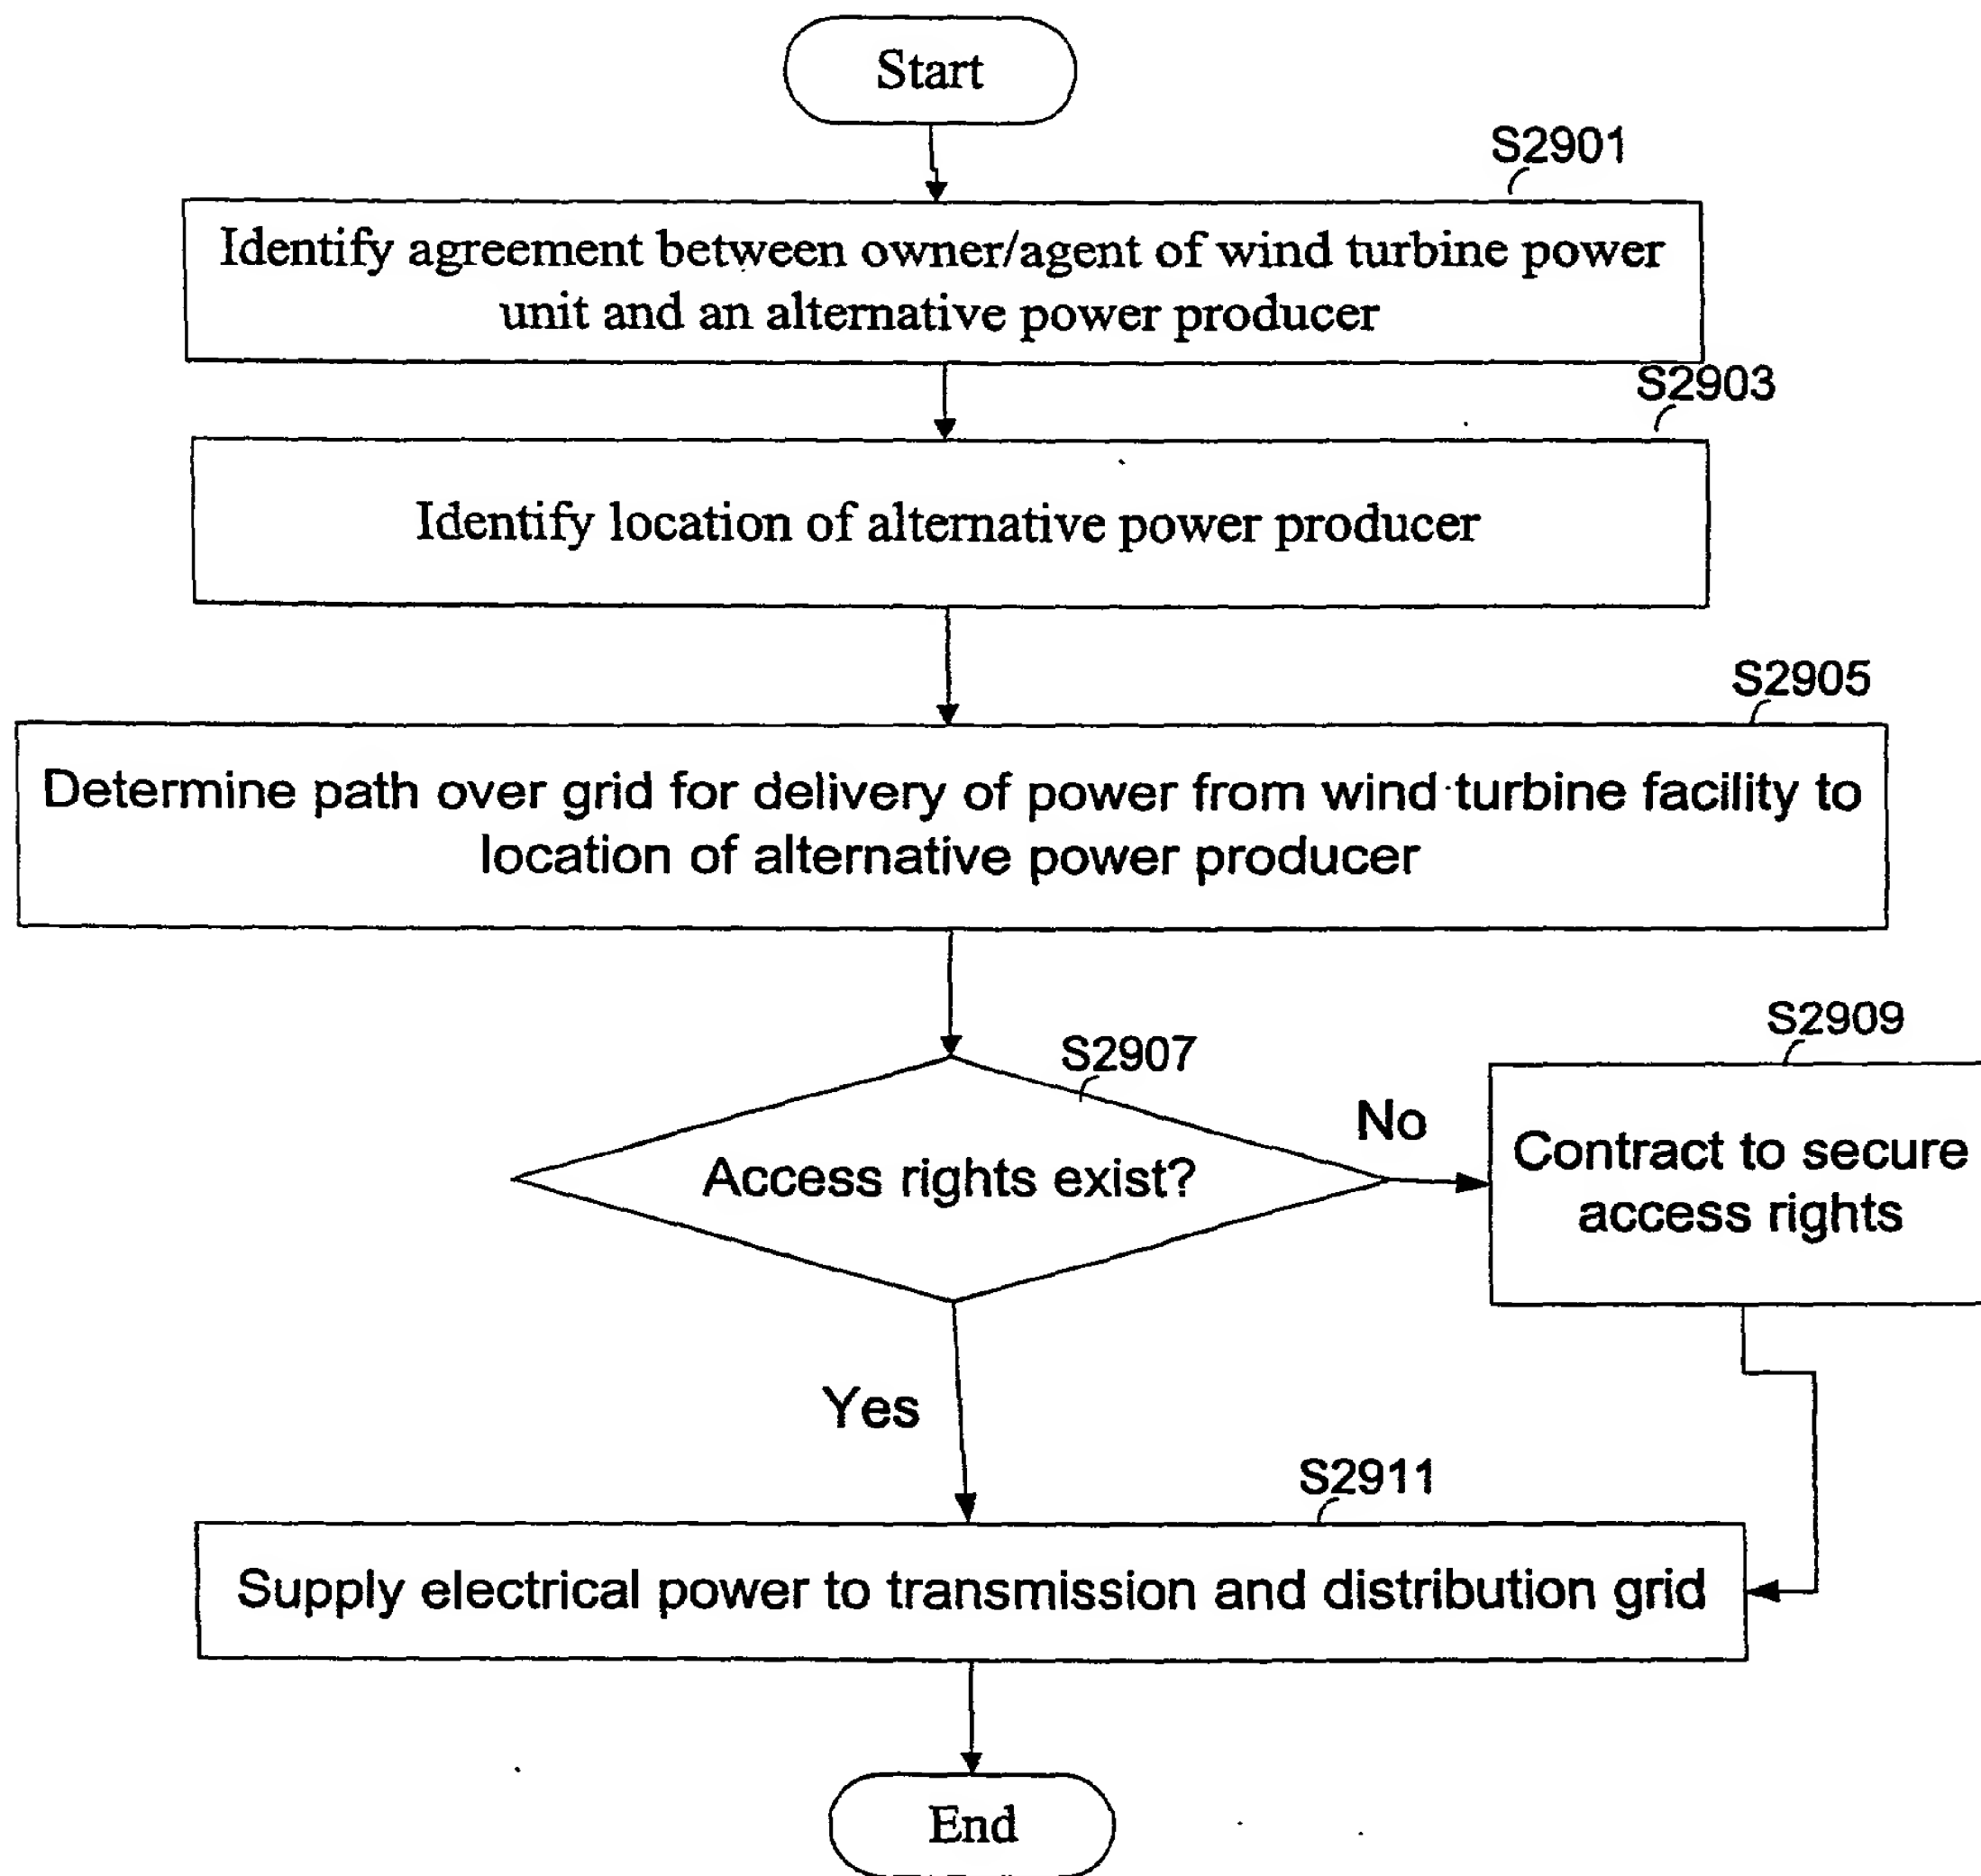 Start
S2901
Identify agreement between owner/agent of wind turbine power
unit and an alternative power producer
S2903
Identify location of alternative power producer
S2905
Determine path over grid for delivery of power from wind turbine facility to
location of alternative power producer
S2907
Access rights exist?
No
S2909
Contract to secure
access rights
Yes
S2911
Supply electrical power to transmission and distribution grid
End